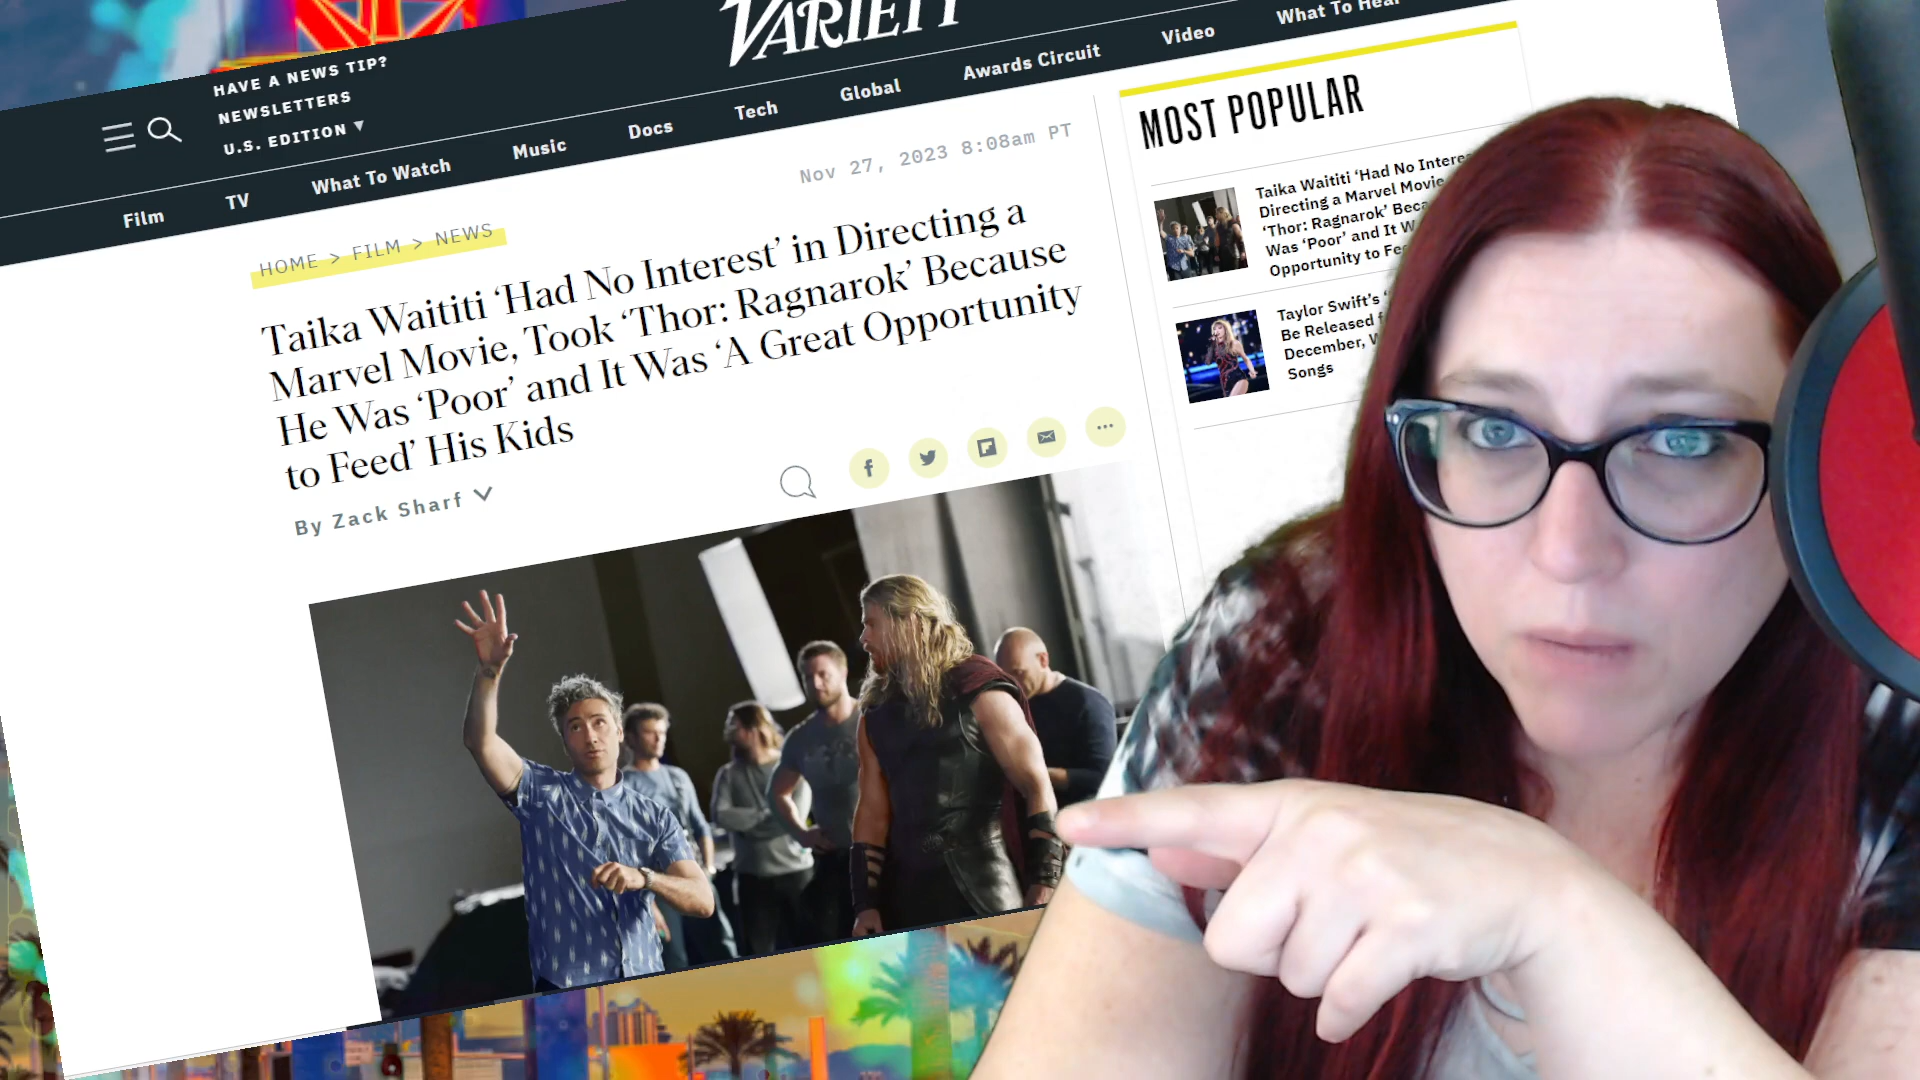 VARIETY
HAVE A NEWS TIP?
NEWSLETTERS
U.S. EDITION
Film TV What To Watch Music Docs Tech Global Awards Circuit Video What To Hear
Nov 27, 2023 8:08am PT
HOME > FILM > NEWS
Taika Waititi ‘Had No Interest’ in Directing a
Marvel Movie, Took ‘Thor: Ragnarok’ Because
He Was ‘Poor’ and It Was ‘A Great Opportunity
to Feed’ His Kids
By Zack Sharf
MOST POPULAR
Taika Waititi ‘Had No
Directing a Marvel Movie
‘Thor: Ragnarok’
Was ‘Poor’ and It
Opportunity to
Taylor Swift’s
Be Released
December,
Songs